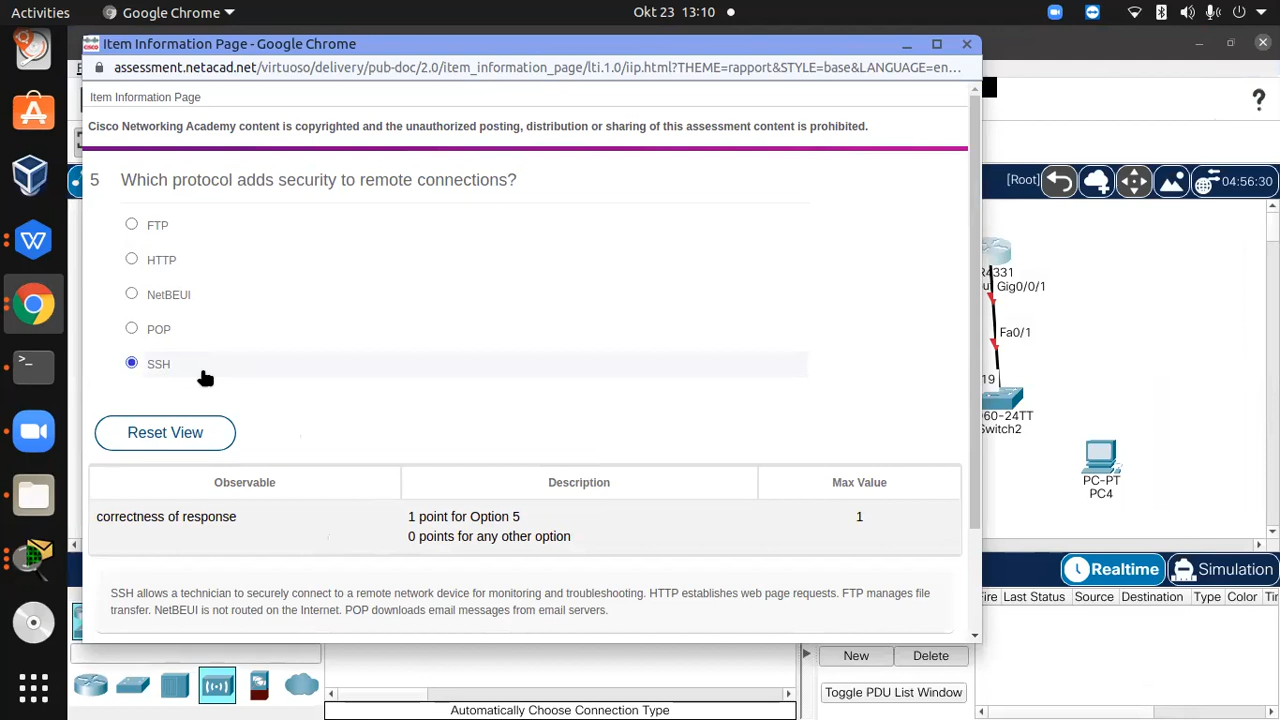 Activities
Google Chrome
Okt 23 13:10
Item Information Page - Google Chrome
assessment.netacad.net/virtuoso/delivery/pub-doc/2.0/item_information_page/lti.1.0/iip.html?THEME=rapport&STYLE=base&LANGUAGE=en...
Item Information Page
Cisco Networking Academy content is copyrighted and the unauthorized posting, distribution or sharing of this assessment content is prohibited.
5 Which protocol adds security to remote connections?
FTP
HTTP
NetBEUI
POP
SSH
Reset View
Observable Description Max Value
correctness of response 1 point for Option 5 1
0 points for any other option
SSH allows a technician to securely connect to a remote network device for monitoring and troubleshooting. HTTP establishes web page requests. FTP manages file
transfer. NetBEUI is not routed on the Internet. POP downloads email messages from email servers.
?
[Root] 04:56:30
R4331
Gig0/0/1
Fa0/1
19
60-24TT
Switch2
PC-PT
PC4
Realtime Simulation
Fire Last Status Source Destination Type Color
New Delete
Toggle PDU List Window
Automatically Choose Connection Type